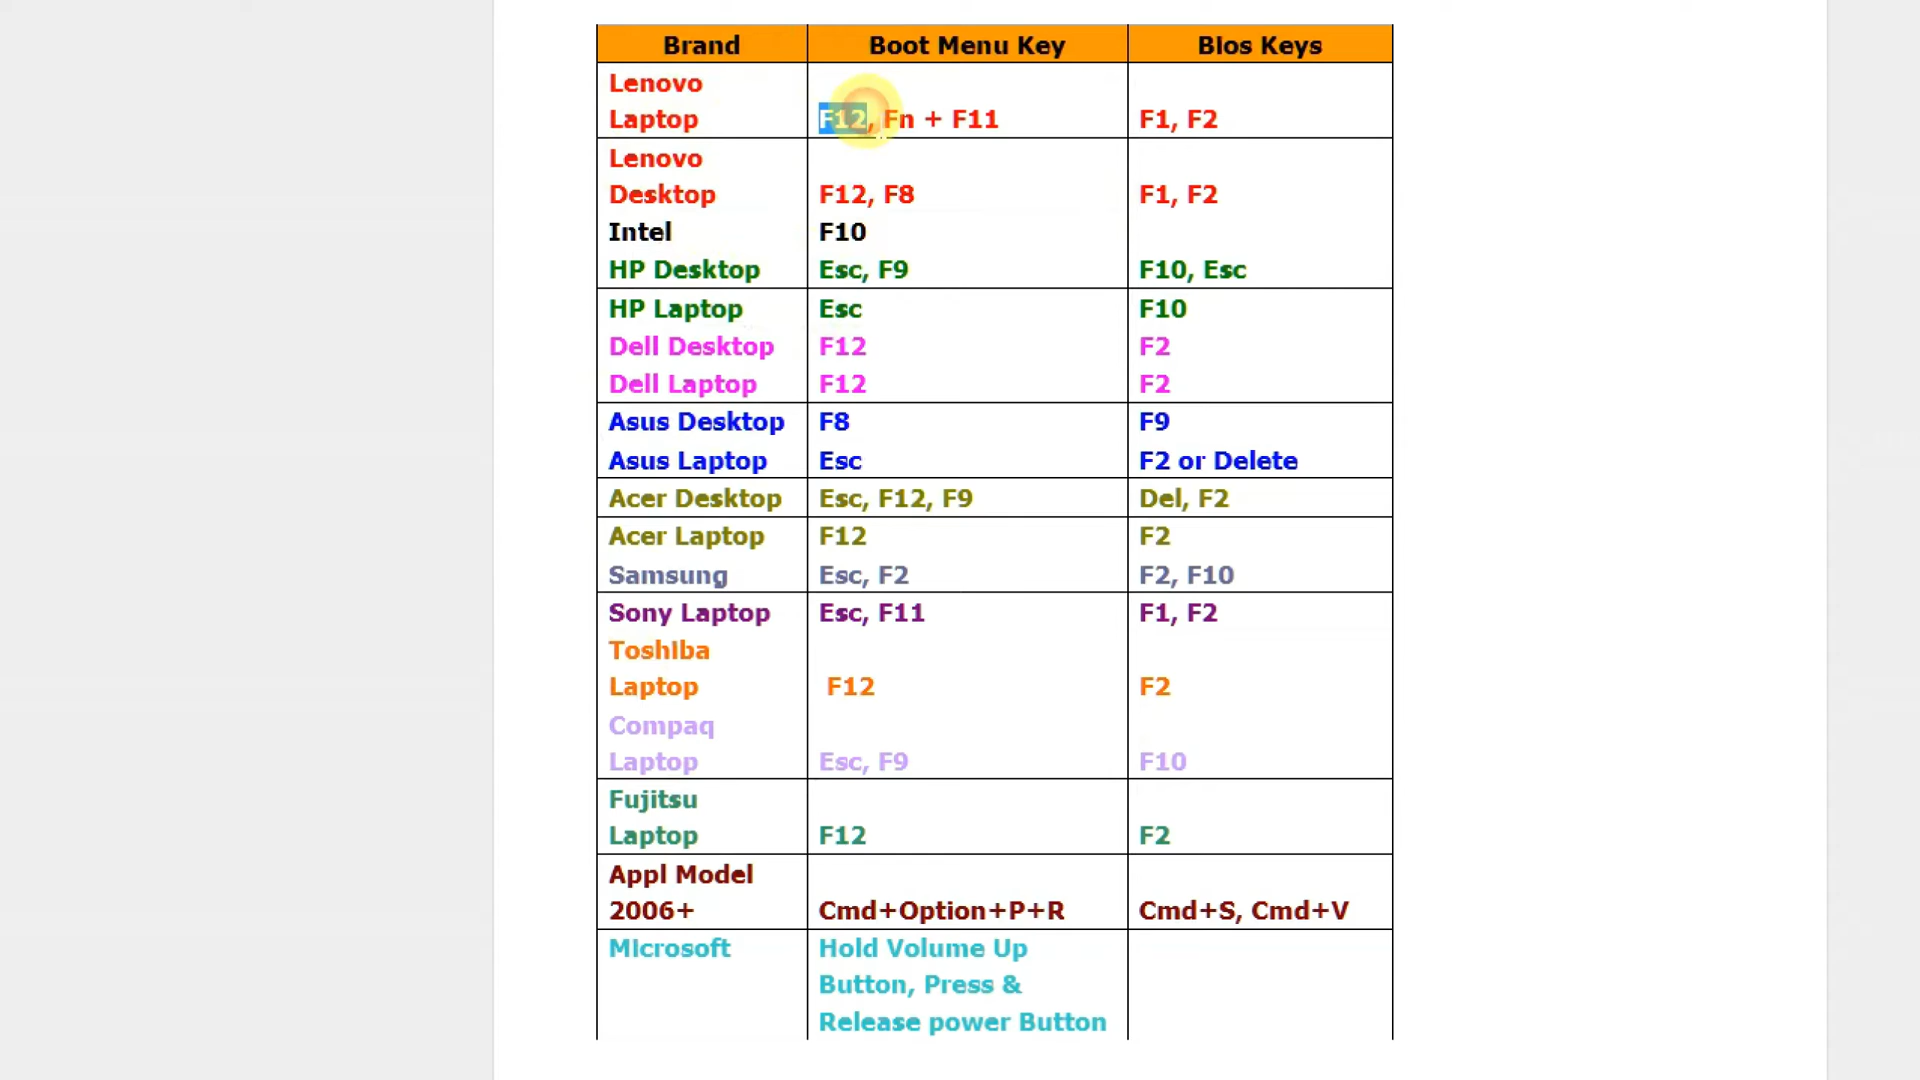 Brand Boot Menu Key Bios Keys
Lenovo
Laptop F12, Fn + F11 F1, F2
Lenovo
Desktop F12, F8 F1, F2
Intel F10
HP Desktop Esc, F9 F10, Esc
HP Laptop Esc F10
Dell Desktop F12 F2
Dell Laptop F12 F2
Asus Desktop F8 F9
Asus Laptop Esc F2 or Delete
Acer Desktop Esc, F12, F9 Del, F2
Acer Laptop F12 F2
Samsung Esc, F2 F2, F10
Sony Laptop Esc, F11 F1, F2
Toshiba
Laptop F12 F2
Compaq
Laptop Esc, F9 F10
Fujitsu
Laptop F12 F2
Appl Model
2006+ Cmd+Option+P+R Cmd+S, Cmd+V
Microsoft Hold Volume Up
Button, Press &
Release power Button